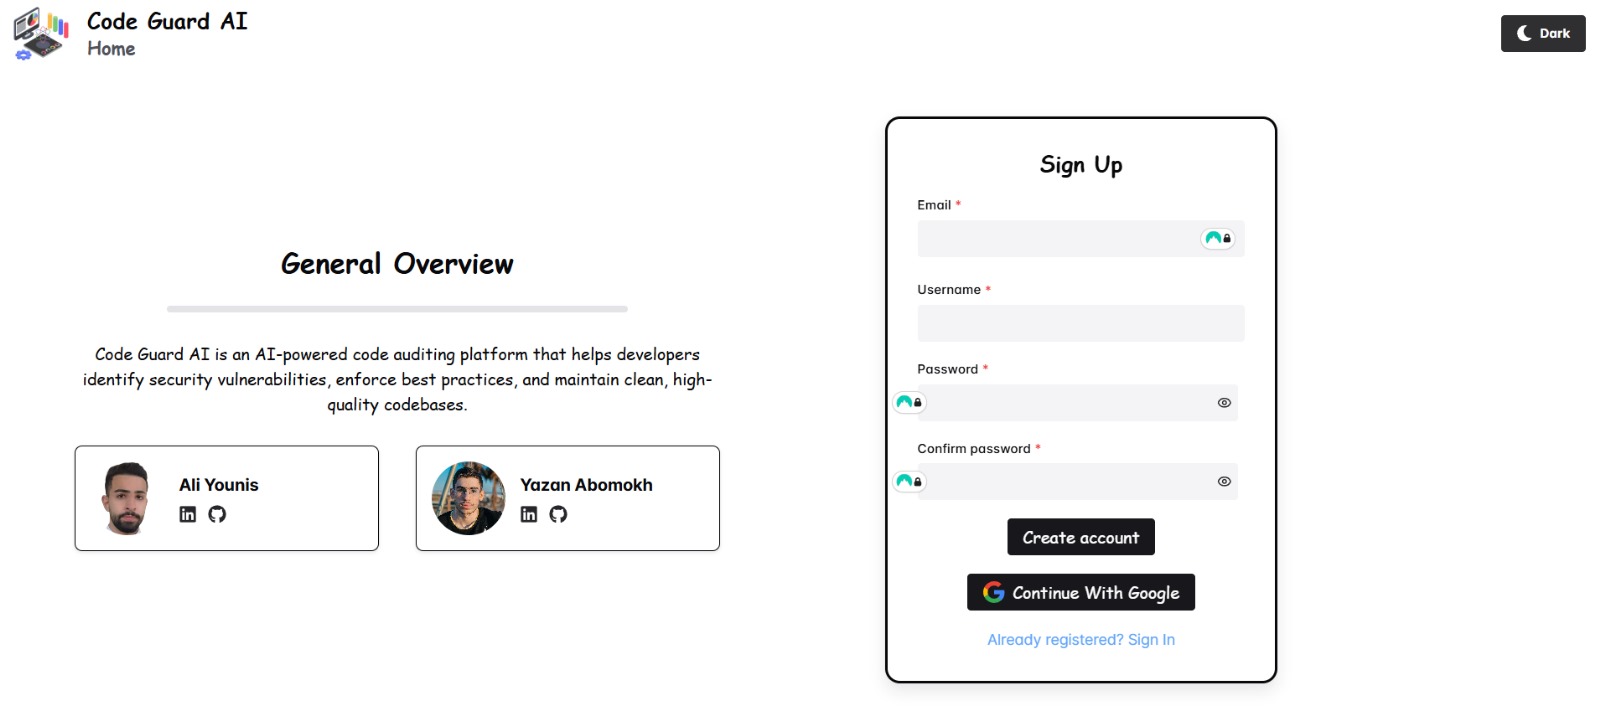 Code Guard AI
Home
Dark
General Overview
Code Guard AI is an AI-powered code auditing platform that helps developers
identify security vulnerabilities, enforce best practices, and maintain clean, high-
quality codebases.
Ali Younis
Yazan Abomokh
Sign Up
Email *
Username *
Password *
Confirm password *
Create account
Continue With Google
Already registered? Sign In